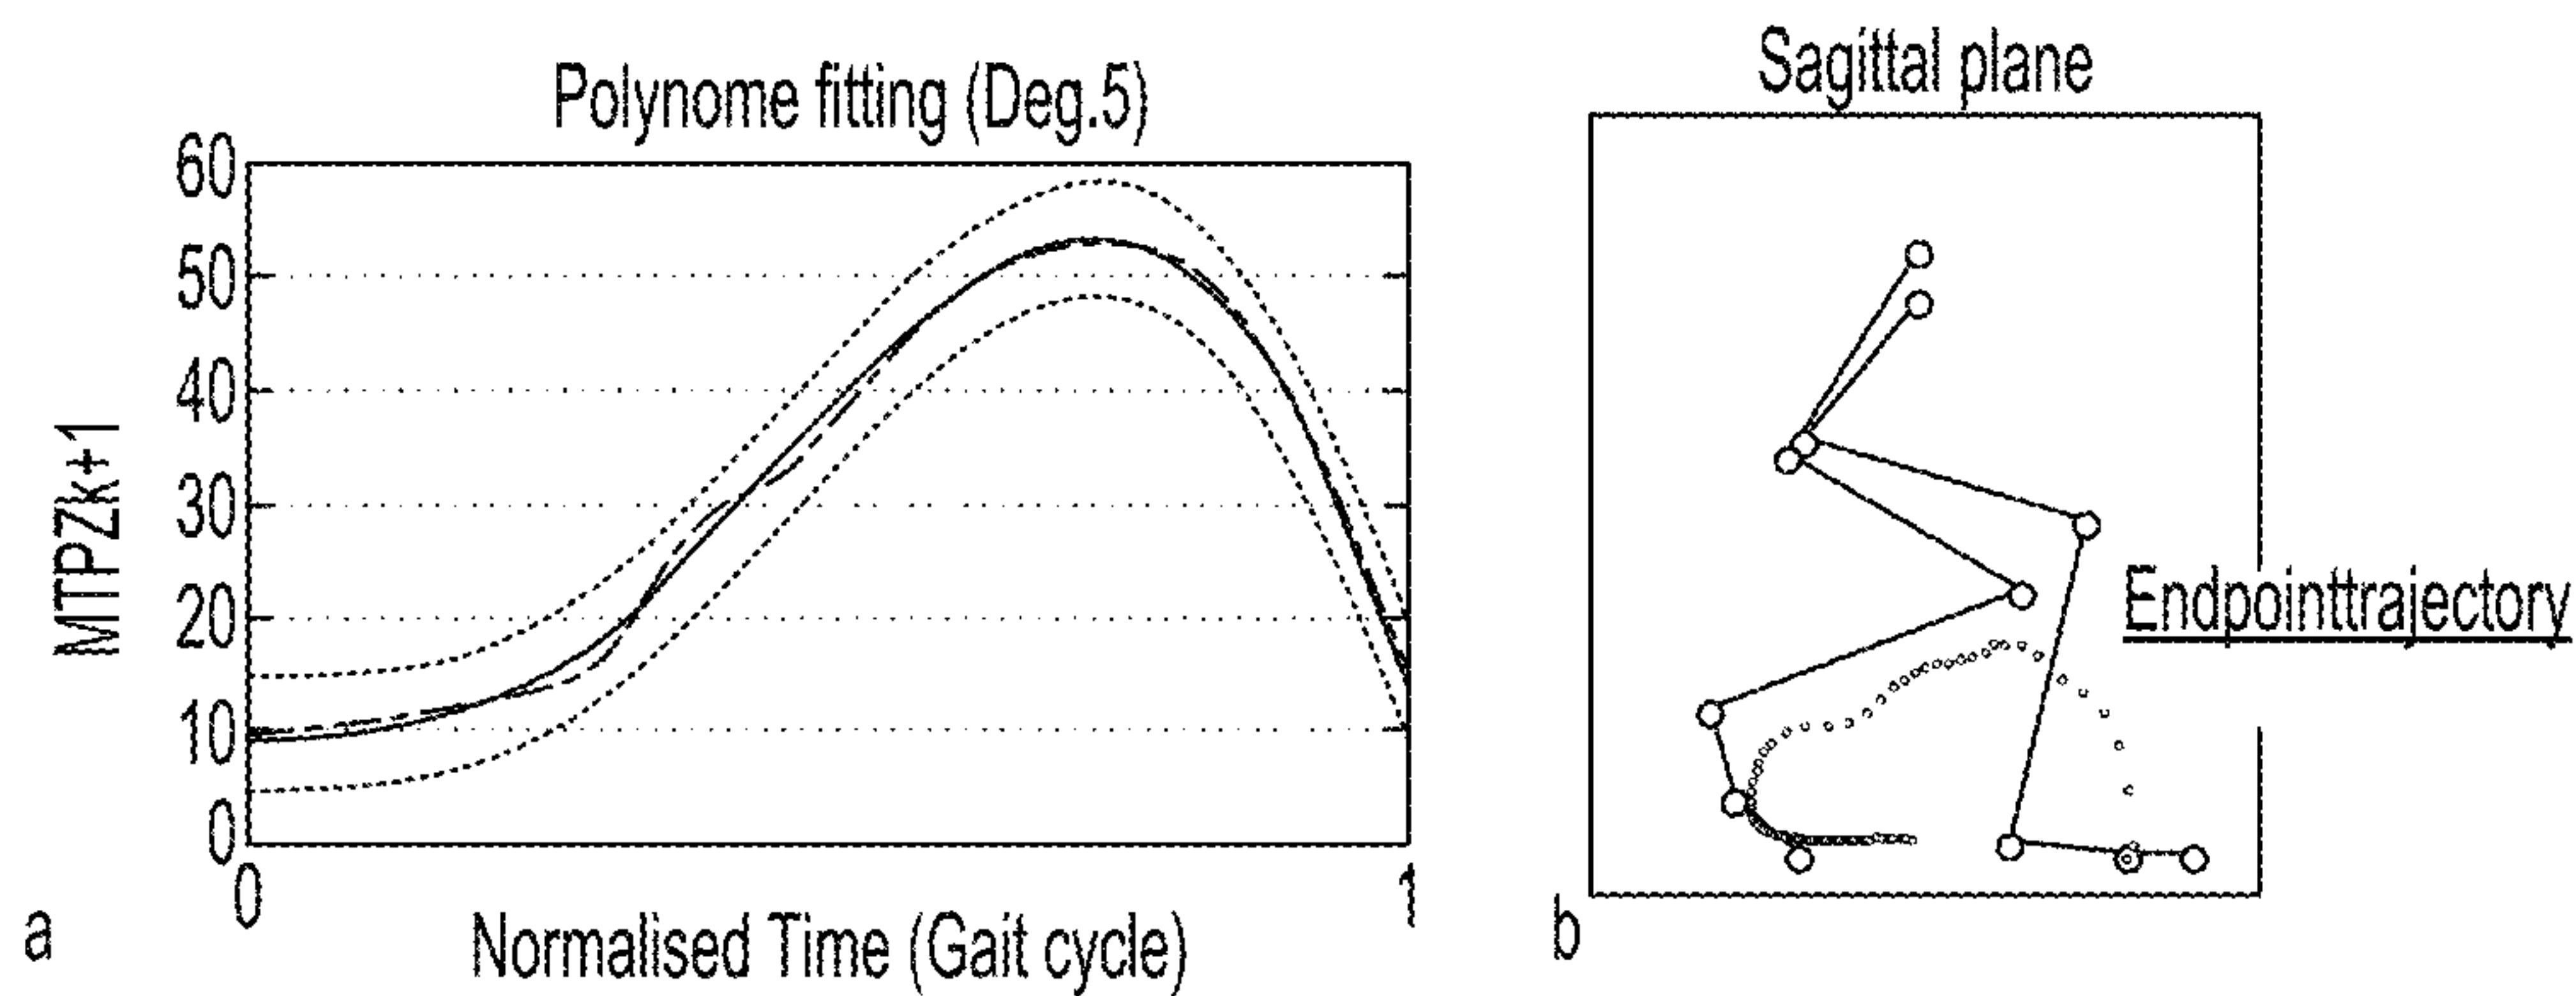 Polynome fitting (Deg.5)
60
50
40
30
20
10
0
MTPZk+1
0
1
Normalised Time (Gait cycle)
a
Sagittal plane
Endpointtrajectory
b